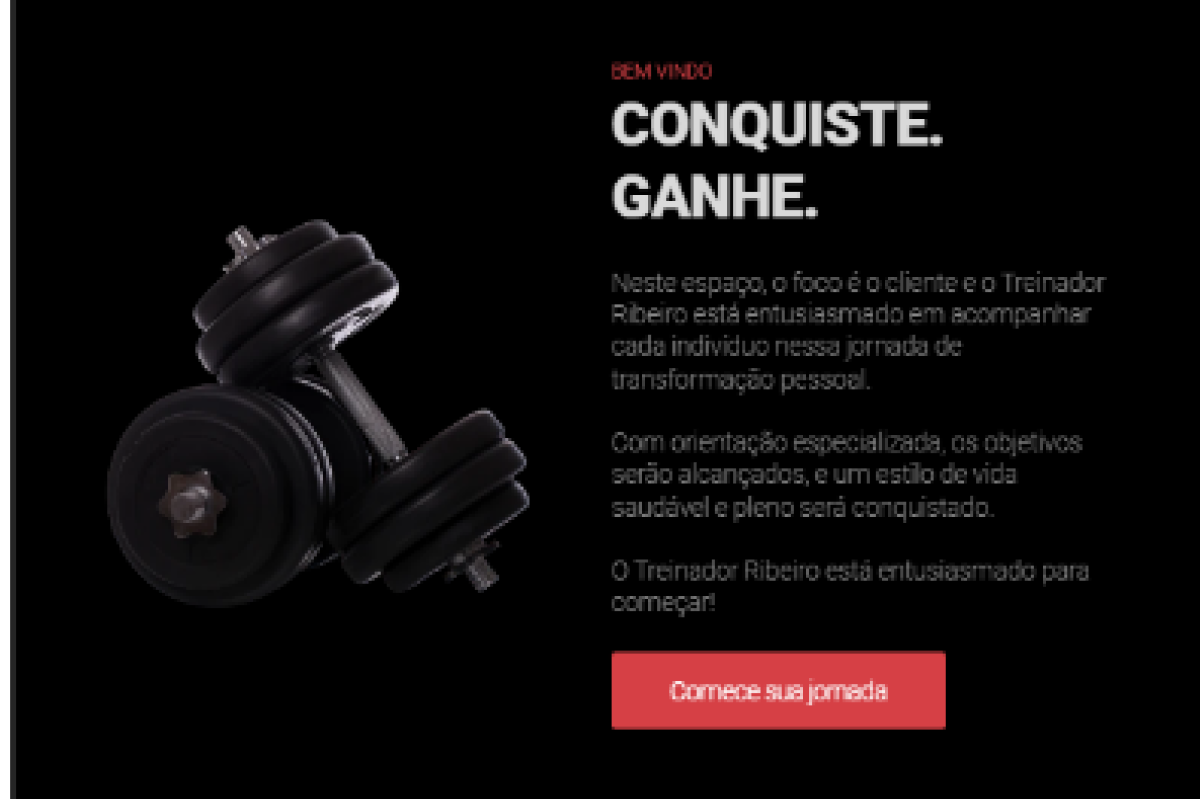 BEM VINDO
CONQUISTE.
GANHE.
Neste espaço, o foco é o cliente e o Treinador
Ribeiro está entusiasmado em acompanhar
cada indivíduo nessa jornada de
transformação pessoal.
Com orientação especializada, os objetivos
serão alcançados, e um estilo de vida
saudável e pleno será conquistado.
O Treinador Ribeiro está entusiasmado para
começar!
Comece sua jornada